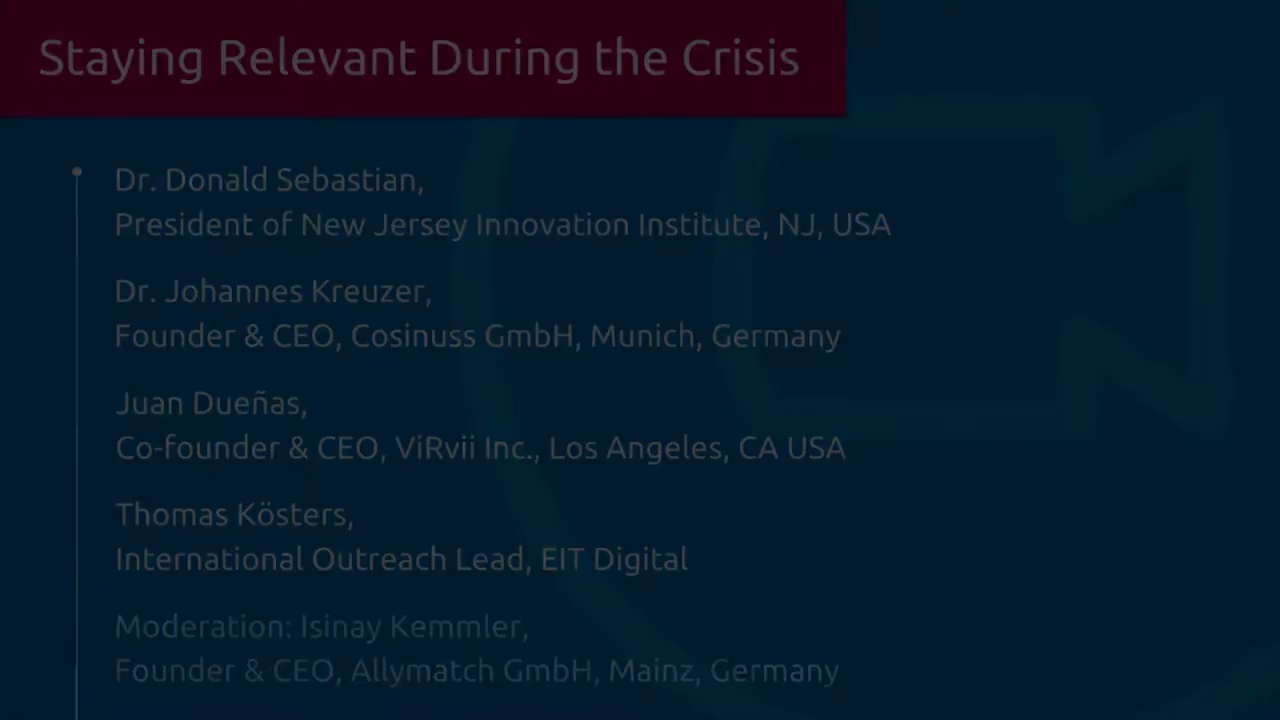 Staying Relevant During the Crisis
Dr. Donald Sebastian,
President of New Jersey Innovation Institute, NJ, USA
Dr. Johannes Kreuzer,
Founder & CEO, Cosinuss GmbH, Munich, Germany
Juan Dueñas,
Co-founder & CEO, ViRvii Inc., Los Angeles, CA USA
Thomas Kösters,
International Outreach Lead, EIT Digital
Moderation: Isinay Kemmler,
Founder & CEO, Allymatch GmbH, Mainz, Germany